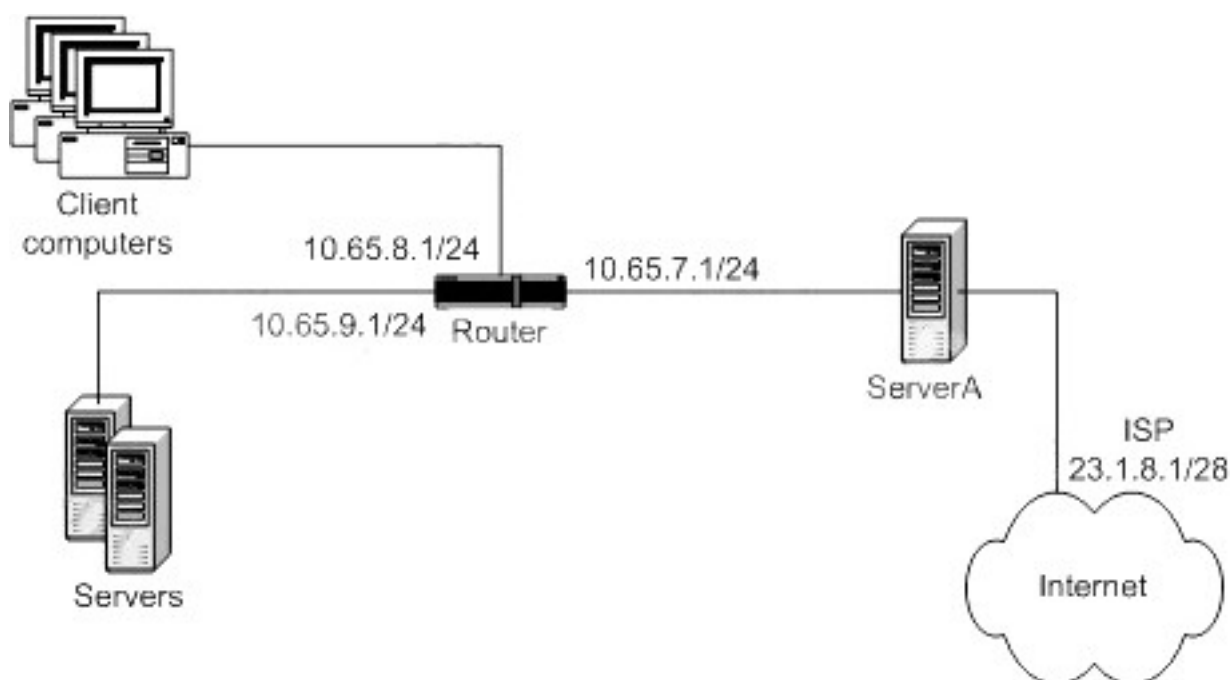 Client
computers
10.65.8.1/24
10.65.7.1/24
10.65.9.1/24
Router
ServerA
ISP
23.1.8.1/28
Servers
Internet